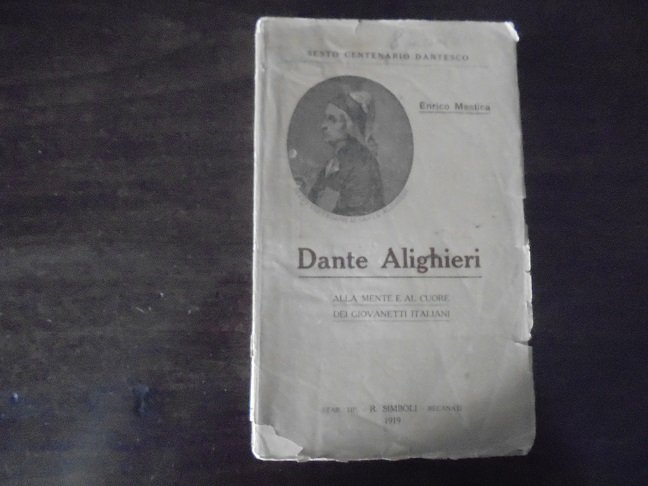 SESTO CENTENARIO DANTESCO
Enrico Mestica
Dante Alighieri
ALLA MENTE E AL CUORE
DEI GIOVANETTI ITALIANI
STAB. TIP. - R. SIMBOLI - RECANATI
1919